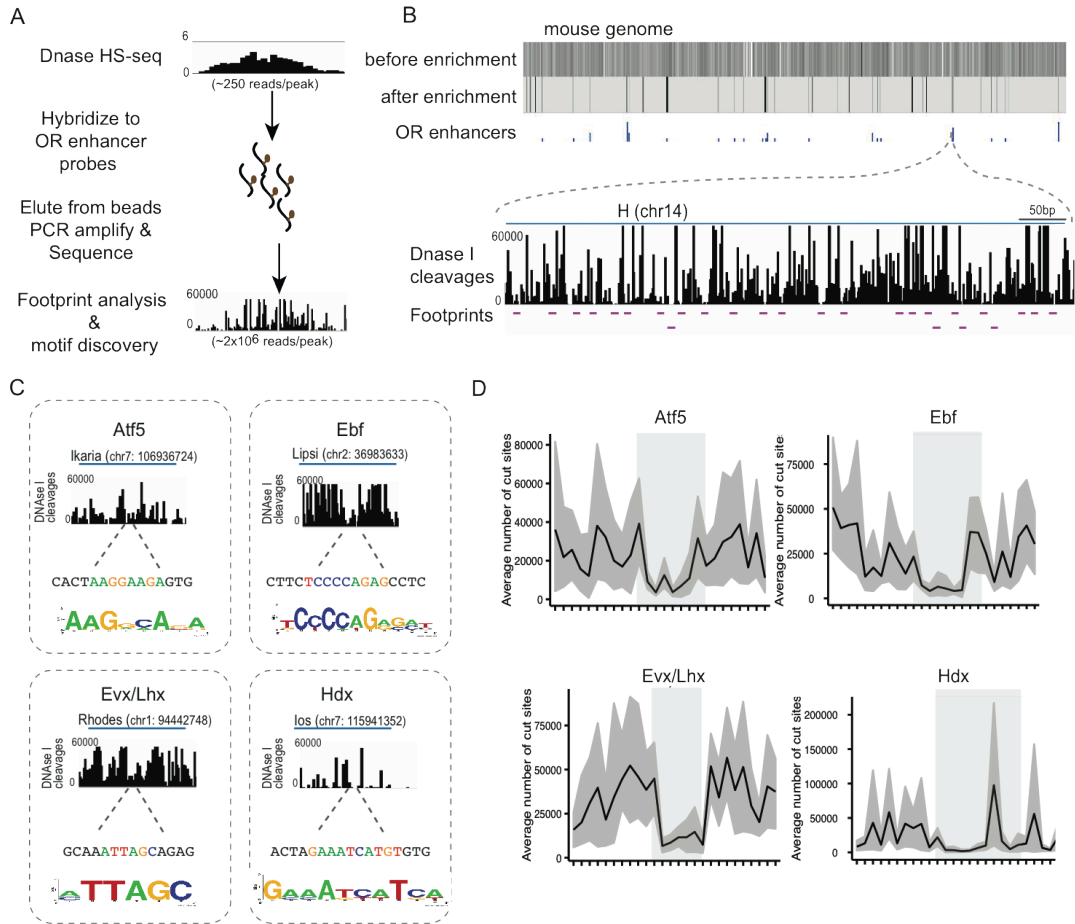 A
6
Dnase HS-seq
0
(~250 reads/peak)
Hybridize to
OR enhancer
probes
Elute from beads
PCR amplify &
Sequence
60000
Footprint analysis
&
motif discovery
0
(~2x10⁶ reads/peak)
B
mouse genome
before enrichment
after enrichment
OR enhancers
H (chr14)
50bp
60000
Dnase I
cleavages
0
Footprints
C
Atf5
Ikaria (chr7: 106936724)
DNAse I
cleavages
60000
0
CACTAAGGAAGAGTG
Ebf
Lipsi (chr2: 36983633)
DNAse I
cleavages
60000
0
CTTCTCCCCAGAGCCTC
Evx/Lhx
Rhodes (chr1: 94442748)
DNAse I
cleavages
60000
0
GCAAATTAGCAGAG
ATTAGC
Hdx
Ios (chr7: 115941352)
DNAse I
cleavages
60000
0
ACTAGAAATCATGTGTG
GAAATCATCA
D
Atf5
Average number of cut sites
80000
60000
40000
20000
0
Ebf
Average number of cut sites
75000
50000
25000
0
Evx/Lhx
Average number of cut sites
75000
50000
25000
0
Hdx
Average number of cut sites
200000
150000
100000
50000
0